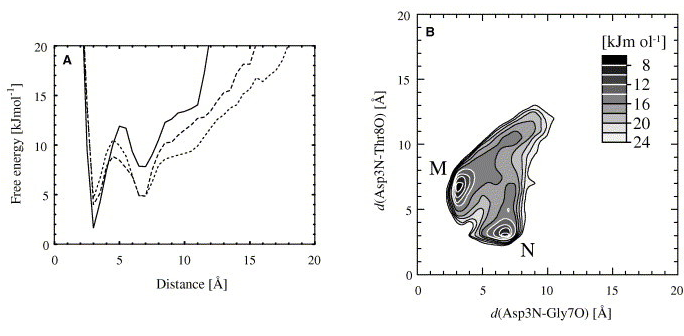 A
20
15
10
5
0
Free energy [kJmol-1]
0 5 10 15 20
Distance [Å]
B
20
15
10
5
0
d(Asp3N-Thr8O) [Å]
[kJm ol-1]
8
12
16
20
24
M
N
0 5 10 15 20
d(Asp3N-Gly7O) [Å]